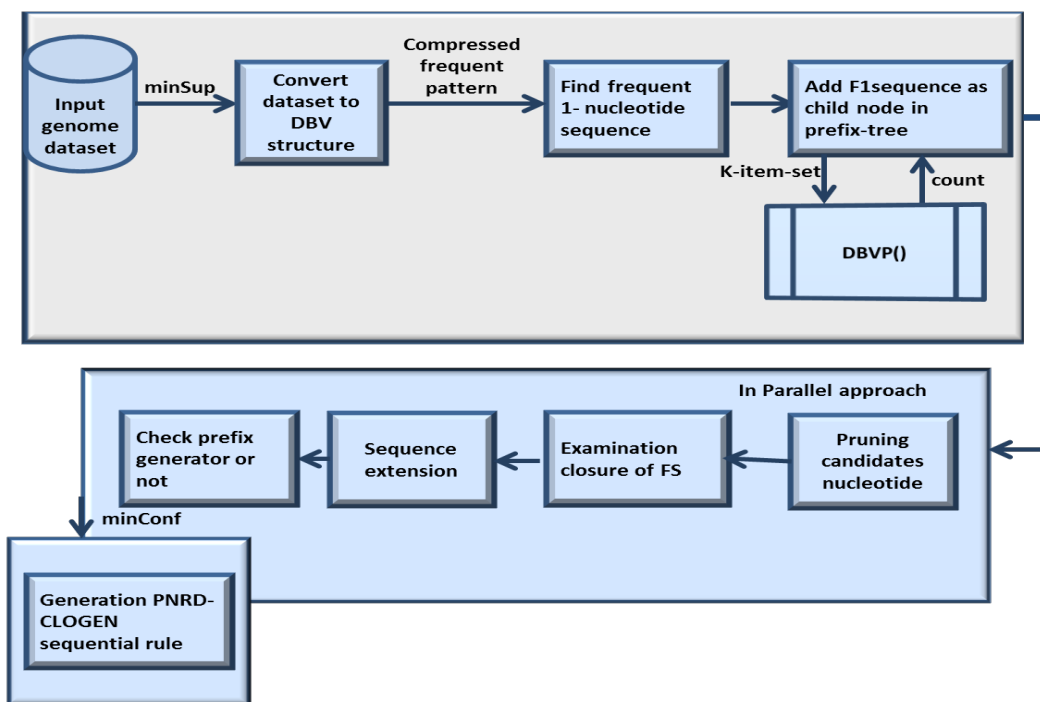 Input
genome
dataset
minSup
Convert
dataset to
DBV
structure
Compressed
frequent
pattern
Find frequent
1- nucleotide
sequence
Add F1sequence as
child node in
prefix-tree
K-item-set
count
DBVP()
In Parallel approach
Pruning
candidates
nucleotide
Examination
closure of FS
Sequence
extension
Check prefix
generator or
not
minConf
Generation PNRD-
CLOGEN
sequential rule